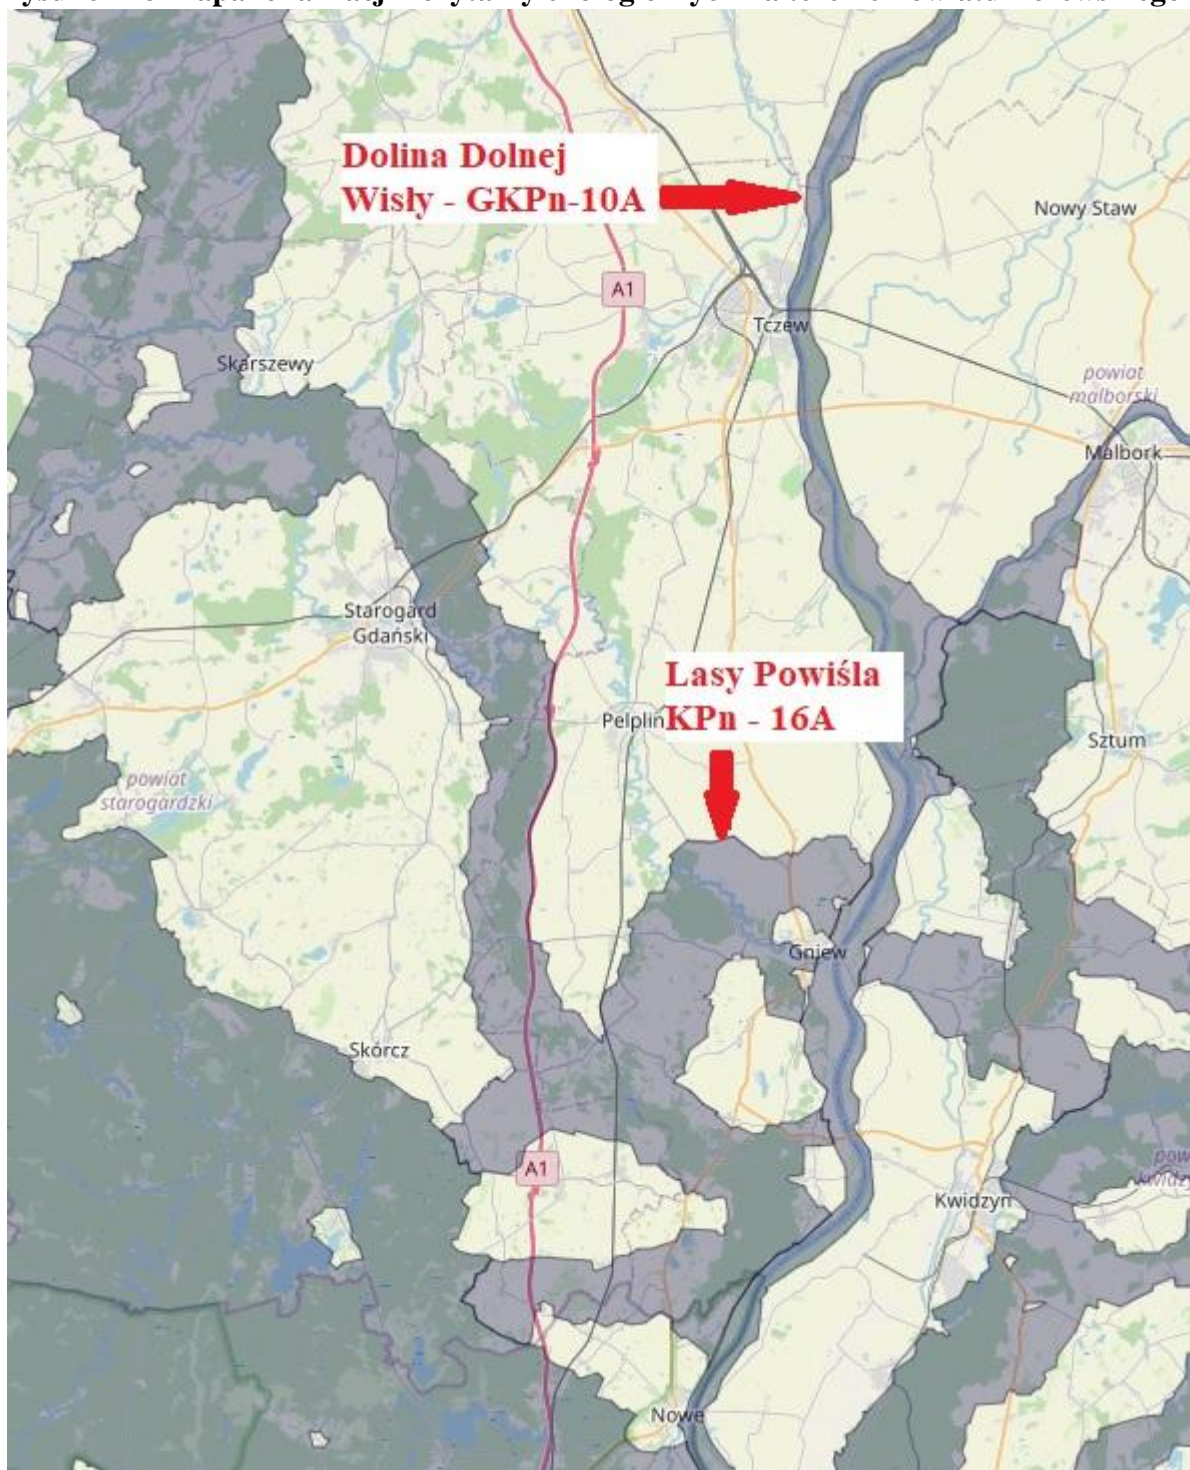 Dolina Dolnej
Wisły - GKPn-10A
Nowy Staw
A1
Tczew
Skarszewy
powiat
malborski
Malbork
Starogard
Gdański
Lasy Powiśla
KPn - 16A
Pelplin
Sztum
powiat
starogardzki
Gniew
Skórcz
A1
Kwidzyn
Nowe